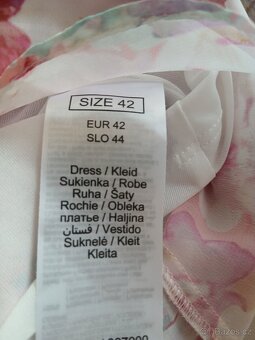 SIZE 42
EUR 42
SLO 44
Dress / Kleid
Sukienka / Robe
Ruha / Šaty
Rochie / Obleka
платье / Haljina
فستان / Vestido
Suknelė / Kleit
Kleita